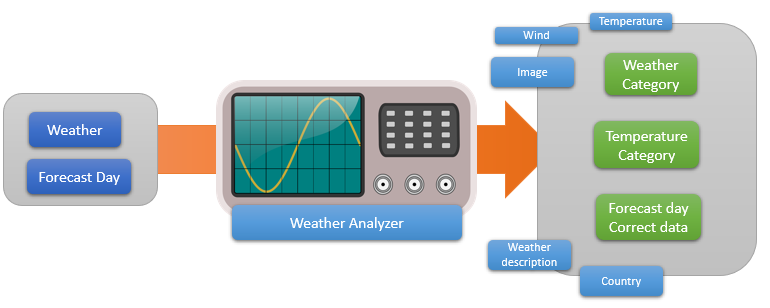 Temperature
Wind
Image
Weather
Category
Weather
Forecast Day
Temperature
Category
Weather Analyzer
Forecast day
Correct data
Weather
description
Country